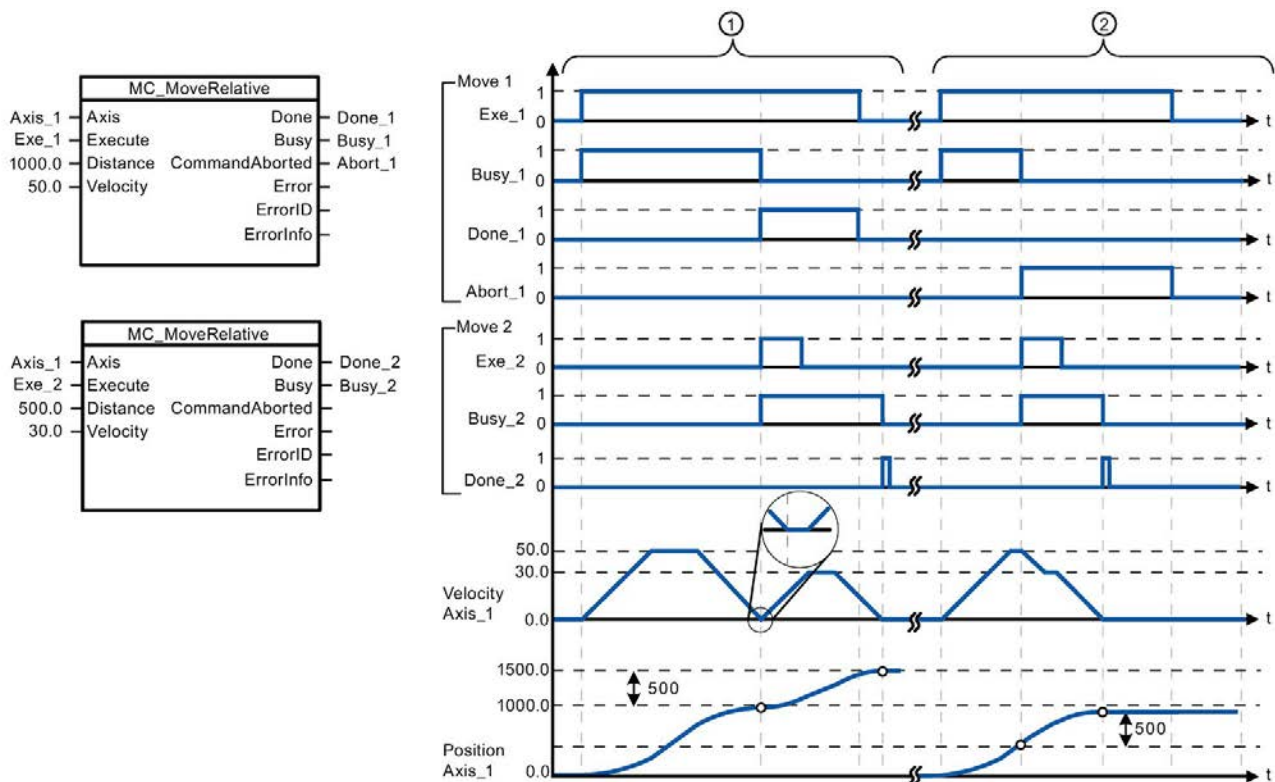 MC_MoveRelative
Axis_1 Axis Done Done_1
Exe_1 Execute Busy Busy_1
1000.0 Distance CommandAborted Abort_1
50.0 Velocity Error
ErrorID
ErrorInfo
MC_MoveRelative
Axis_1 Axis Done Done_2
Exe_2 Execute Busy Busy_2
500.0 Distance CommandAborted
30.0 Velocity Error
ErrorID
ErrorInfo
1 2
Move 1
1
Exe_1 0 t
1
Busy_1 0 t
1
Done_1 0 t
1
Abort_1 0 t
Move 2
1
Exe_2 0 t
1
Busy_2 0 t
1
Done_2 0 t
50.0
30.0
Velocity
Axis_1 0.0 t
1500.0
500
1000.0
500
Position
Axis_1 0.0 t